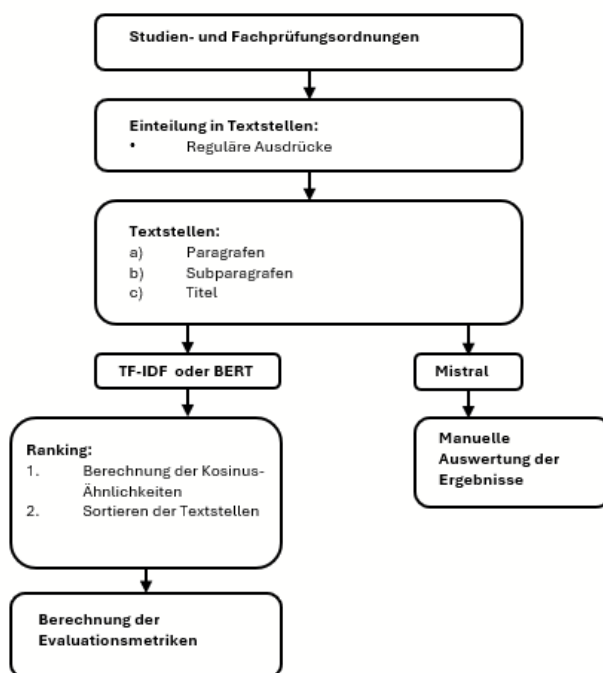 Studien- und Fachprüfungsordnungen
Einteilung in Textstellen:
• Reguläre Ausdrücke
Textstellen:
a) Paragrafen
b) Subparagrafen
c) Titel
TF-IDF oder BERT
Mistral
Ranking:
1. Berechnung der Kosinus-
Ähnlichkeiten
2. Sortieren der Textstellen
Manuelle
Auswertung der
Ergebnisse
Berechnung der
Evaluationsmetriken